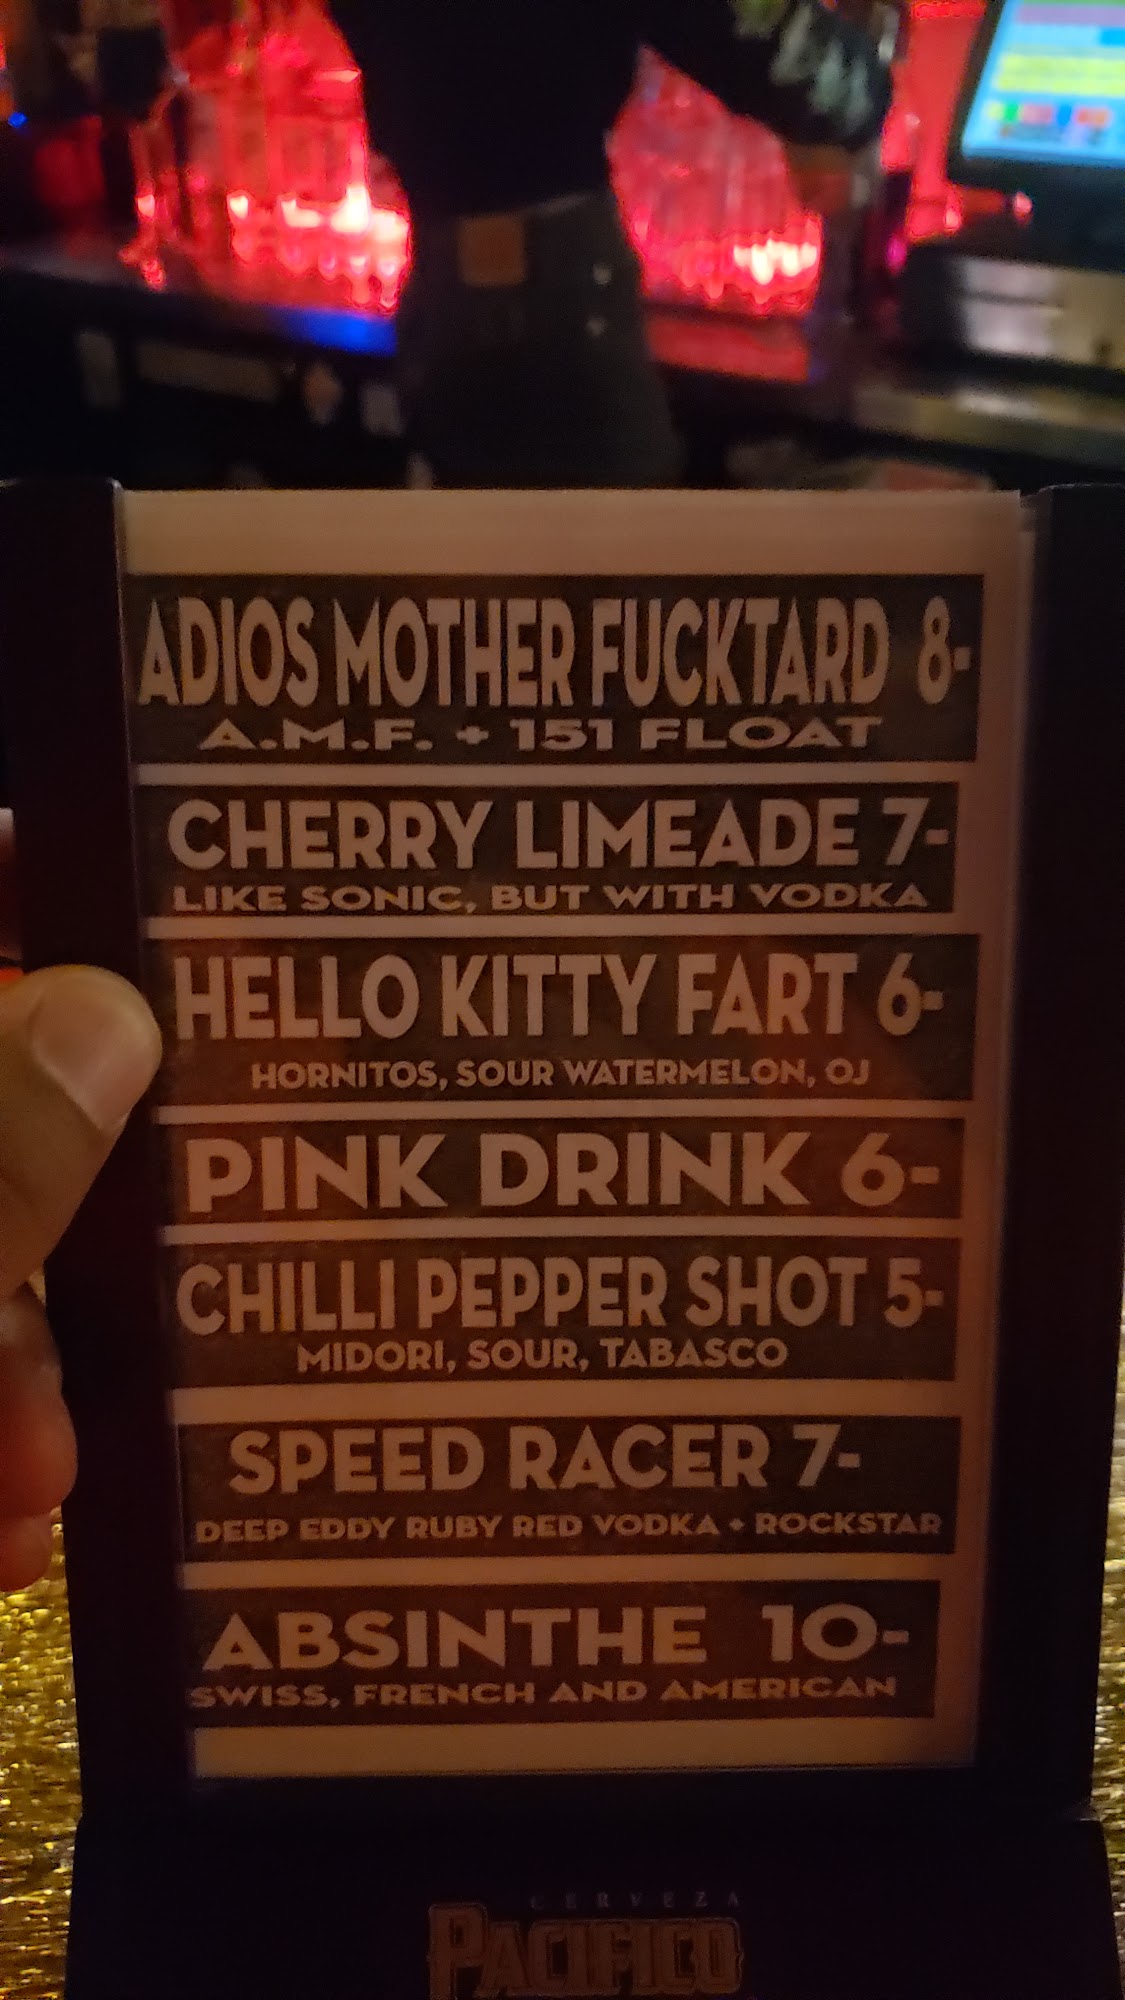 ADIOS MOTHER FUCKTARD 8-
A.M.F. + 151 FLOAT
CHERRY LIMEADE 7-
LIKE SONIC, BUT WITH VODKA
HELLO KITTY FART 6-
HORNITOS, SOUR WATERMELON, OJ
PINK DRINK 6-
CHILLI PEPPER SHOT 5-
MIDORI, SOUR, TABASCO
SPEED RACER 7-
DEEP EDDY RUBY RED VODKA + ROCKSTAR
ABSINTHE 10-
SWISS, FRENCH AND AMERICAN
CERVEZA
PACIFICO